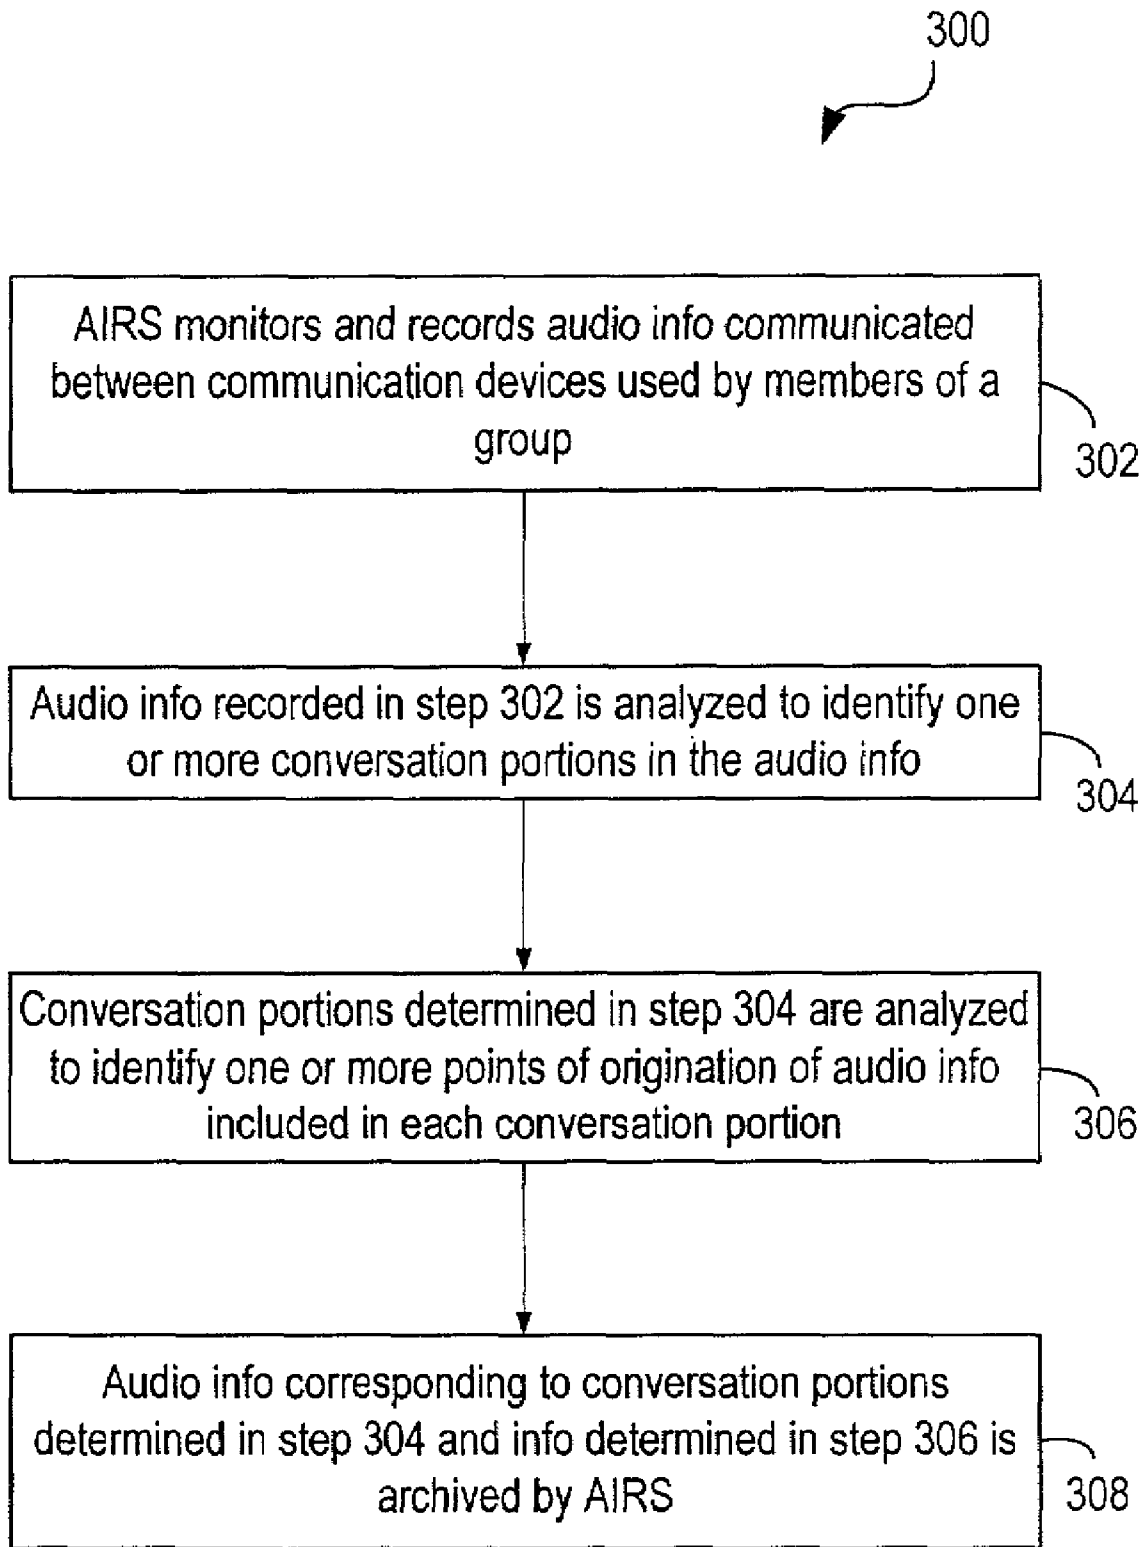 300
AIRS monitors and records audio info communicated
between communication devices used by members of a
group
302
Audio info recorded in step 302 is analyzed to identify one
or more conversation portions in the audio info
304
Conversation portions determined in step 304 are analyzed
to identify one or more points of origination of audio info
included in each conversation portion
306
Audio info corresponding to conversation portions
determined in step 304 and info determined in step 306 is
archived by AIRS
308